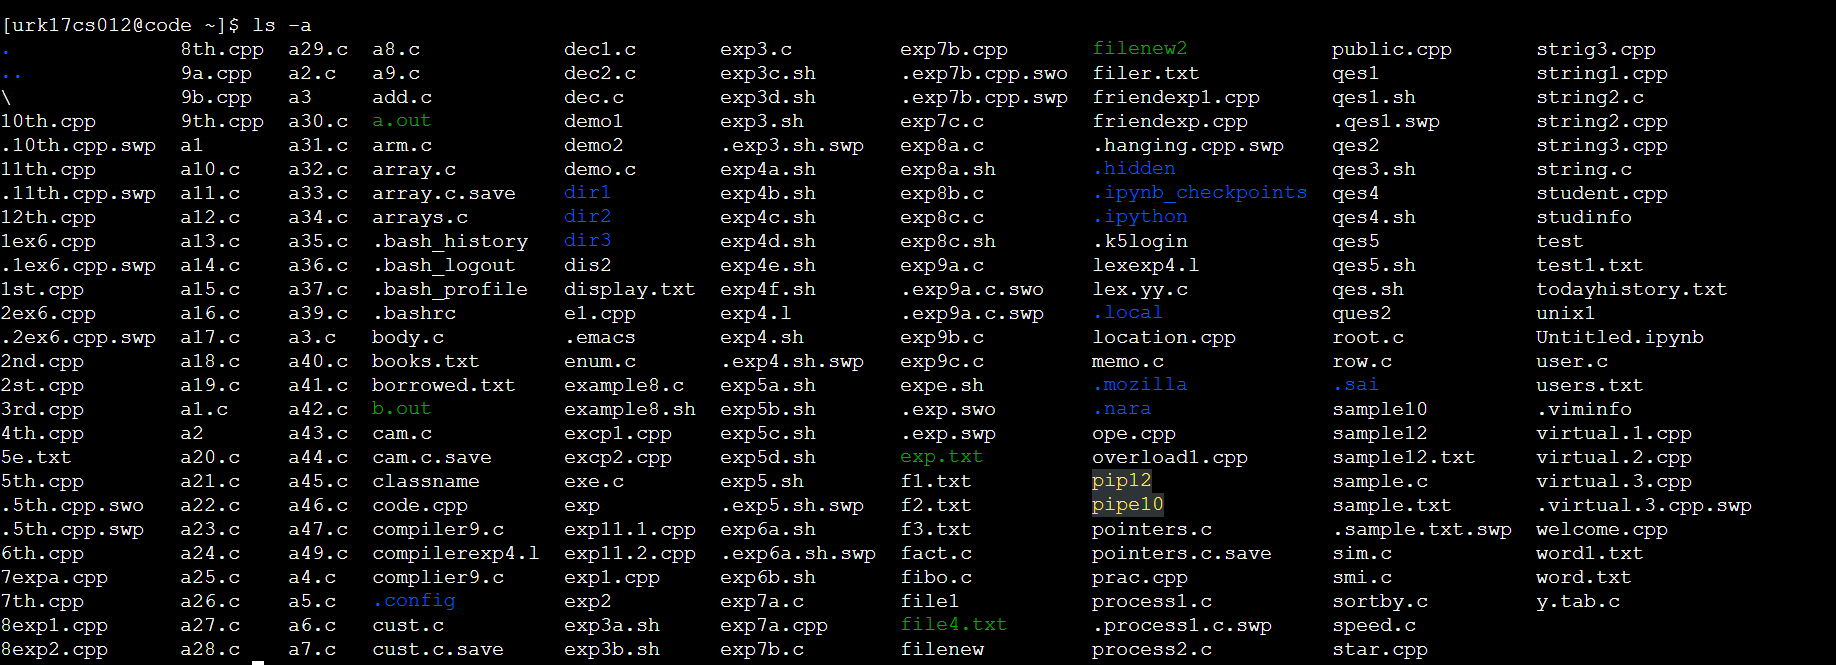 [urk17cs012@code ~]$ ls -a
. 8th.cpp a29.c a8.c dec1.c exp3.c exp7b.cpp filenew2 public.cpp strig3.cpp
.. 9a.cpp a2.c a9.c dec2.c exp3c.sh .exp7b.cpp.swo filer.txt qes1 string1.cpp
\ 9b.cpp a3 add.c dec.c exp3d.sh .exp7b.cpp.swp friendexp1.cpp qes1.sh string2.c
10th.cpp 9th.cpp a30.c a.out demo1 exp3.sh exp7c.c friendexp.cpp .qes1.swp string2.cpp
.10th.cpp.swp a1 a31.c arm.c demo2 .exp3.sh.swp exp8a.c .hanging.cpp.swp qes2 string3.cpp
11th.cpp a10.c a32.c array.c demo.c exp4a.sh exp8a.sh .hidden qes3.sh string.c
.11th.cpp.swp a11.c a33.c array.c.save dir1 exp4b.sh exp8b.c .ipynb_checkpoints qes4 student.cpp
12th.cpp a12.c a34.c arrays.c dir2 exp4c.sh exp8c.c .ipython qes4.sh studinfo
1ex6.cpp a13.c a35.c .bash_history dir3 exp4d.sh exp8c.sh .k5login qes5 test
.1ex6.cpp.swp a14.c a36.c .bash_logout dis2 exp4e.sh exp9a.c lexexp4.l qes5.sh test1.txt
1st.cpp a15.c a37.c .bash_profile display.txt exp4f.sh .exp9a.c.swo lex.yy.c qes.sh todayhistory.txt
2ex6.cpp a16.c a39.c .bashrc e1.cpp exp4.l .exp9a.c.swp .local ques2 unix1
.2ex6.cpp.swp a17.c a3.c body.c .emacs exp4.sh exp9b.c location.cpp root.c Untitled.ipynb
2nd.cpp a18.c a40.c books.txt enum.c .exp4.sh.swp exp9c.c memo.c row.c user.c
2st.cpp a19.c a41.c borrowed.txt example8.c exp5a.sh expe.sh .mozilla .sai users.txt
3rd.cpp a1.c a42.c b.out example8.sh exp5b.sh .exp.swo .nara sample10 .viminfo
4th.cpp a2 a43.c cam.c excp1.cpp exp5c.sh .exp.swp ope.cpp sample12 virtual.1.cpp
5e.txt a20.c a44.c cam.c.save excp2.cpp exp5d.sh exp.txt overload1.cpp sample12.txt virtual.2.cpp
5th.cpp a21.c a45.c classname exe.c exp5.sh f1.txt pip12 sample.c virtual.3.cpp
.5th.cpp.swo a22.c a46.c code.cpp exp .exp5.sh.swp f2.txt pipe10 sample.txt .virtual.3.cpp.swp
.5th.cpp.swp a23.c a47.c compiler9.c exp11.1.cpp exp6a.sh f3.txt pointers.c .sample.txt.swp welcome.cpp
6th.cpp a24.c a49.c compilerexp4.l exp11.2.cpp .exp6a.sh.swp fact.c pointers.c.save sim.c word1.txt
7expa.cpp a25.c a4.c complier9.c exp1.cpp exp6b.sh fibo.c prac.cpp smi.c word.txt
7th.cpp a26.c a5.c .config exp2 exp7a.c file1 process1.c sortby.c y.tab.c
8exp1.cpp a27.c a6.c cust.c exp3a.sh exp7a.cpp file4.txt .process1.c.swp speed.c
8exp2.cpp a28.c a7.c cust.c.save exp3b.sh exp7b.c filenew process2.c star.cpp